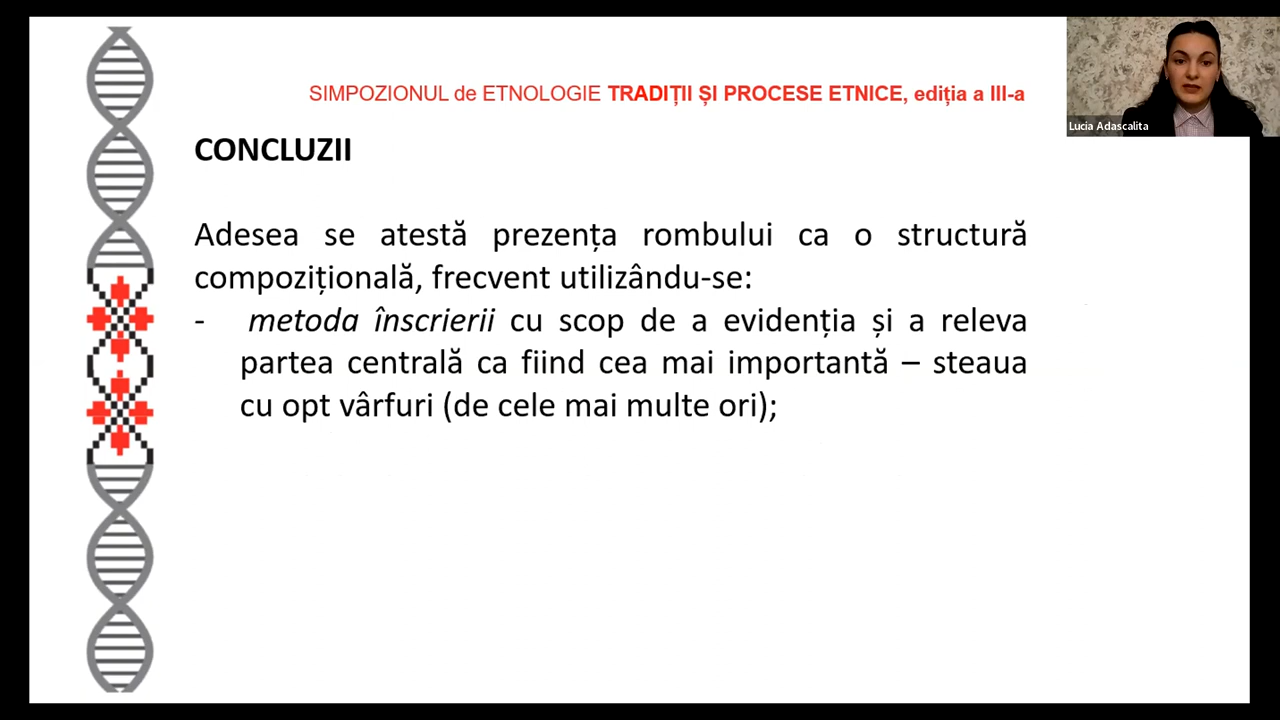 SIMPOZIONUL de ETNOLOGIE TRADIȚII ȘI PROCESE ETNICE, ediția a III-a
Lucia Adascalita
CONCLUZII
Adesea se atestă prezența rombului ca o structură
compozițională, frecvent utilizându-se:
- metoda înscrierii cu scop de a evidenția și a releva
partea centrală ca fiind cea mai importantă – steaua
cu opt vârfuri (de cele mai multe ori);